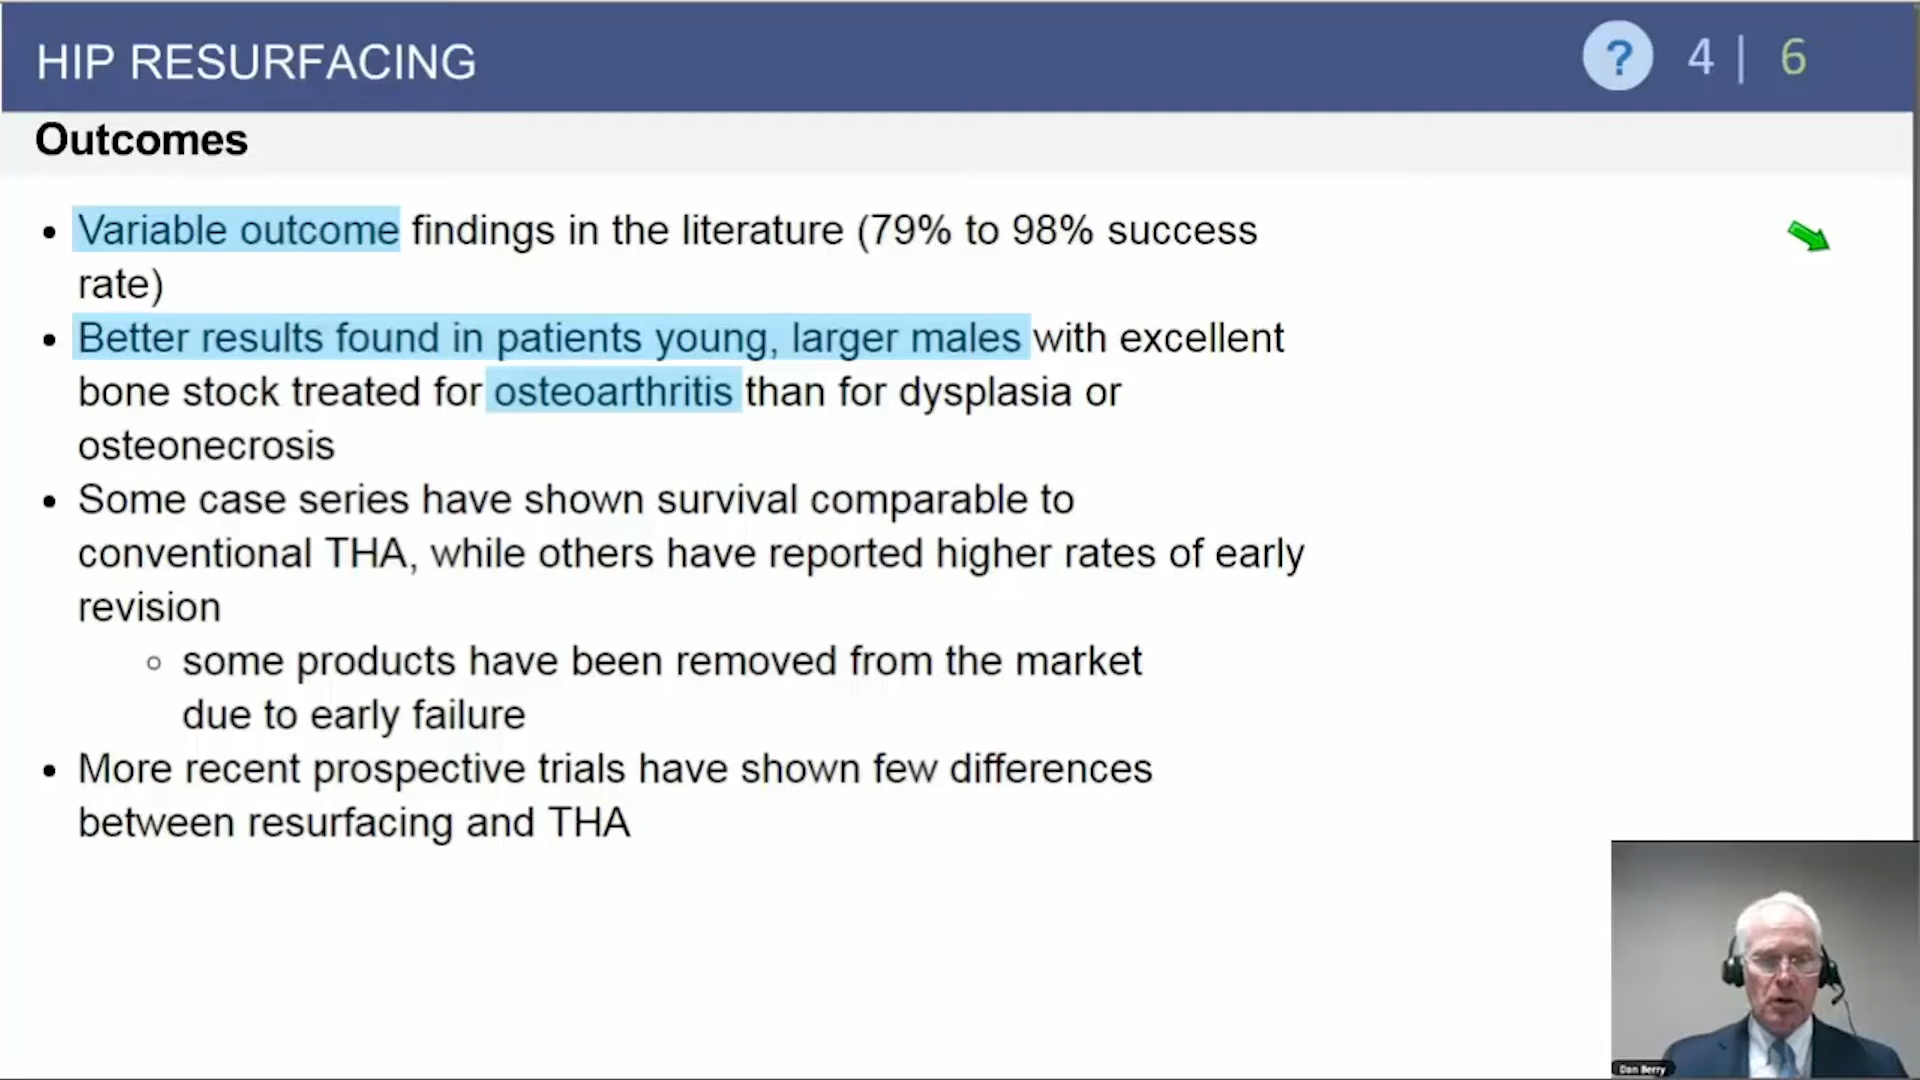 HIP RESURFACING
? 4 | 6
Outcomes
• Variable outcome findings in the literature (79% to 98% success
rate)
• Better results found in patients young, larger males with excellent
bone stock treated for osteoarthritis than for dysplasia or
osteonecrosis
• Some case series have shown survival comparable to
conventional THA, while others have reported higher rates of early
revision
○ some products have been removed from the market
due to early failure
• More recent prospective trials have shown few differences
between resurfacing and THA
Dan Berry